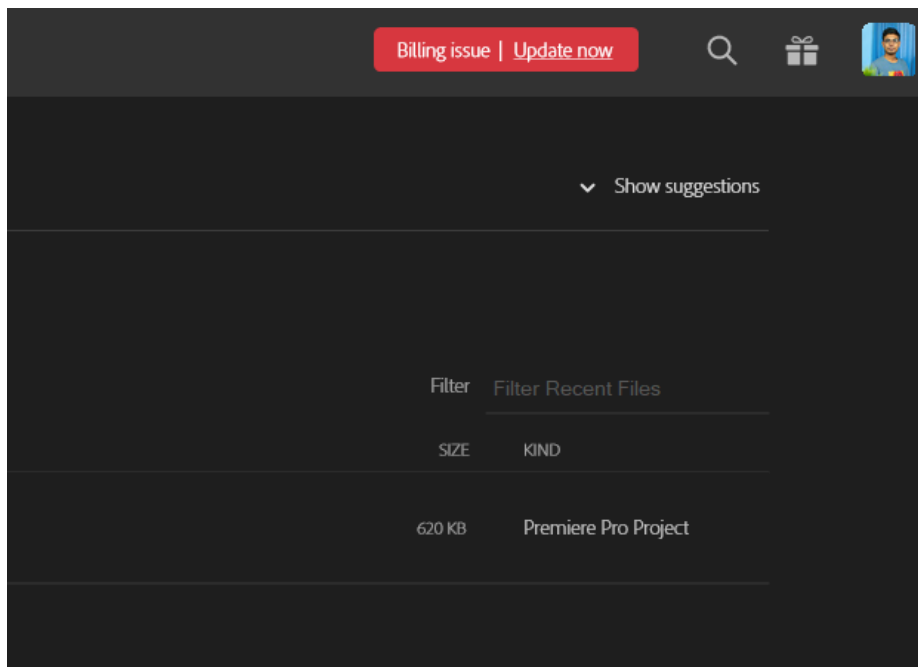 Billing issue | Update now
Show suggestions
Filter Filter Recent Files
SIZE KIND
620 KB Premiere Pro Project